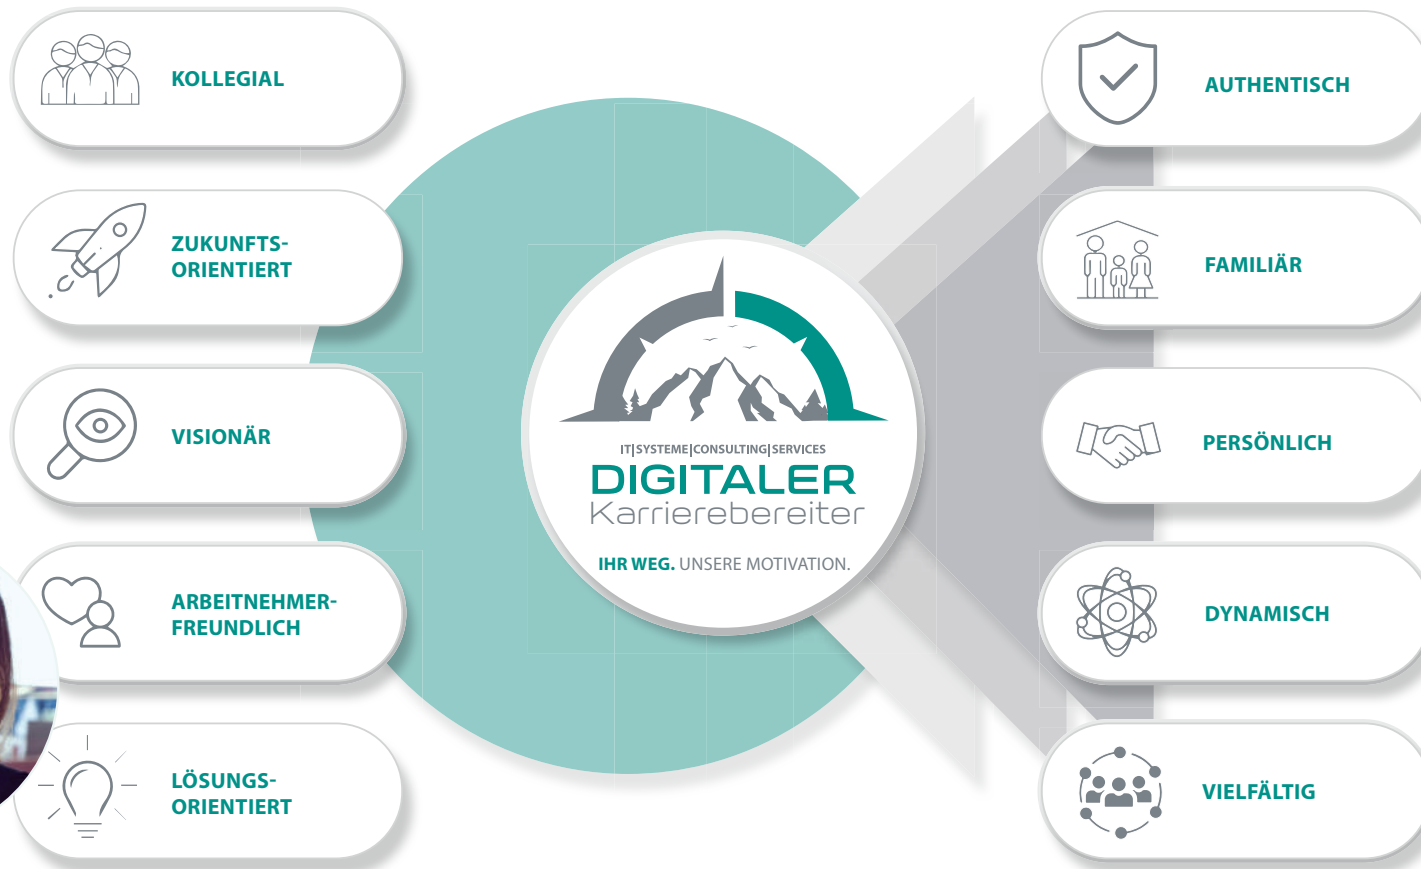 KOLLEGIAL
ZUKUNFTS-
ORIENTIERT
VISIONÄR
ARBEITNEHMER-
FREUNDLICH
LÖSUNGS-
ORIENTIERT
IT|SYSTEME|CONSULTING|SERVICES
DIGITALER
Karrierebereiter
IHR WEG. UNSERE MOTIVATION.
AUTHENTISCH
FAMILIÄR
PERSÖNLICH
DYNAMISCH
VIELFÄLTIG